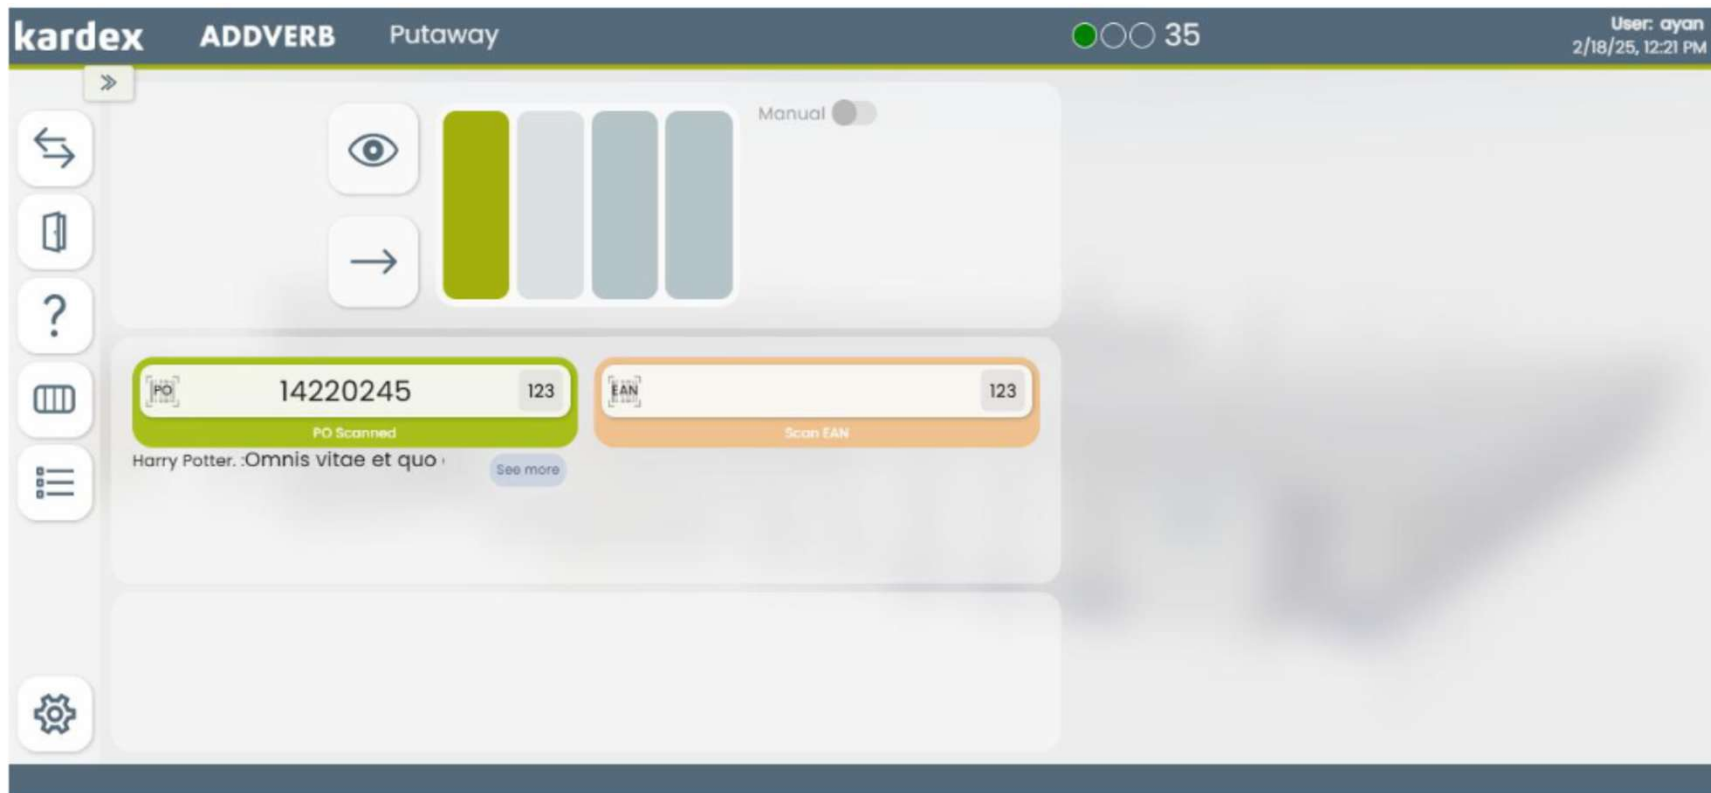 kardex ADDVERB Putaway 35 User: ayan
2/18/25, 12:21 PM
Manual
PO 14220245 123 EAN 123
PO Scanned Scan EAN
Harry Potter. :Omnis vitae et quo See more